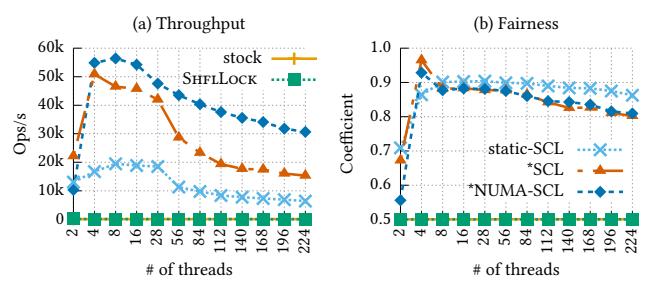 (a) Throughput
60k
50k
40k
30k
20k
10k
0
Ops/s
stock
SHFLLOCK
2
4
8
16
28
56
84
112
140
168
196
224
# of threads
(b) Fairness
1.0
0.9
0.8
0.7
0.6
0.5
Coefficient
static-SCL
*SCL
*NUMA-SCL
2
4
8
16
28
56
84
112
140
168
196
224
# of threads